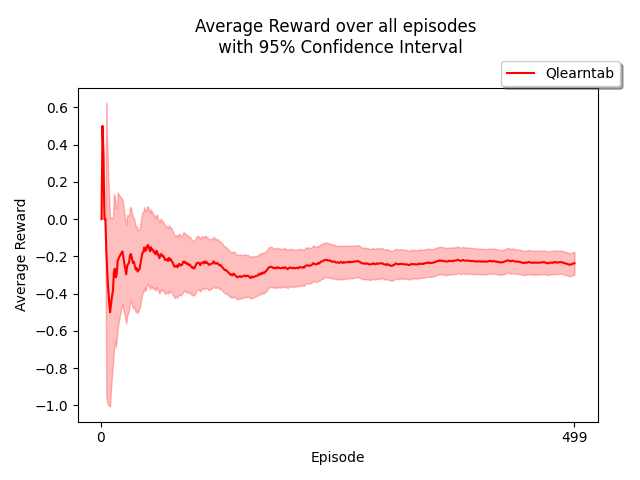 Average Reward over all episodes
with 95% Confidence Interval
Qlearntab
0.6
0.4
0.2
0.0
−0.2
−0.4
−0.6
−0.8
−1.0
Average Reward
0
499
Episode